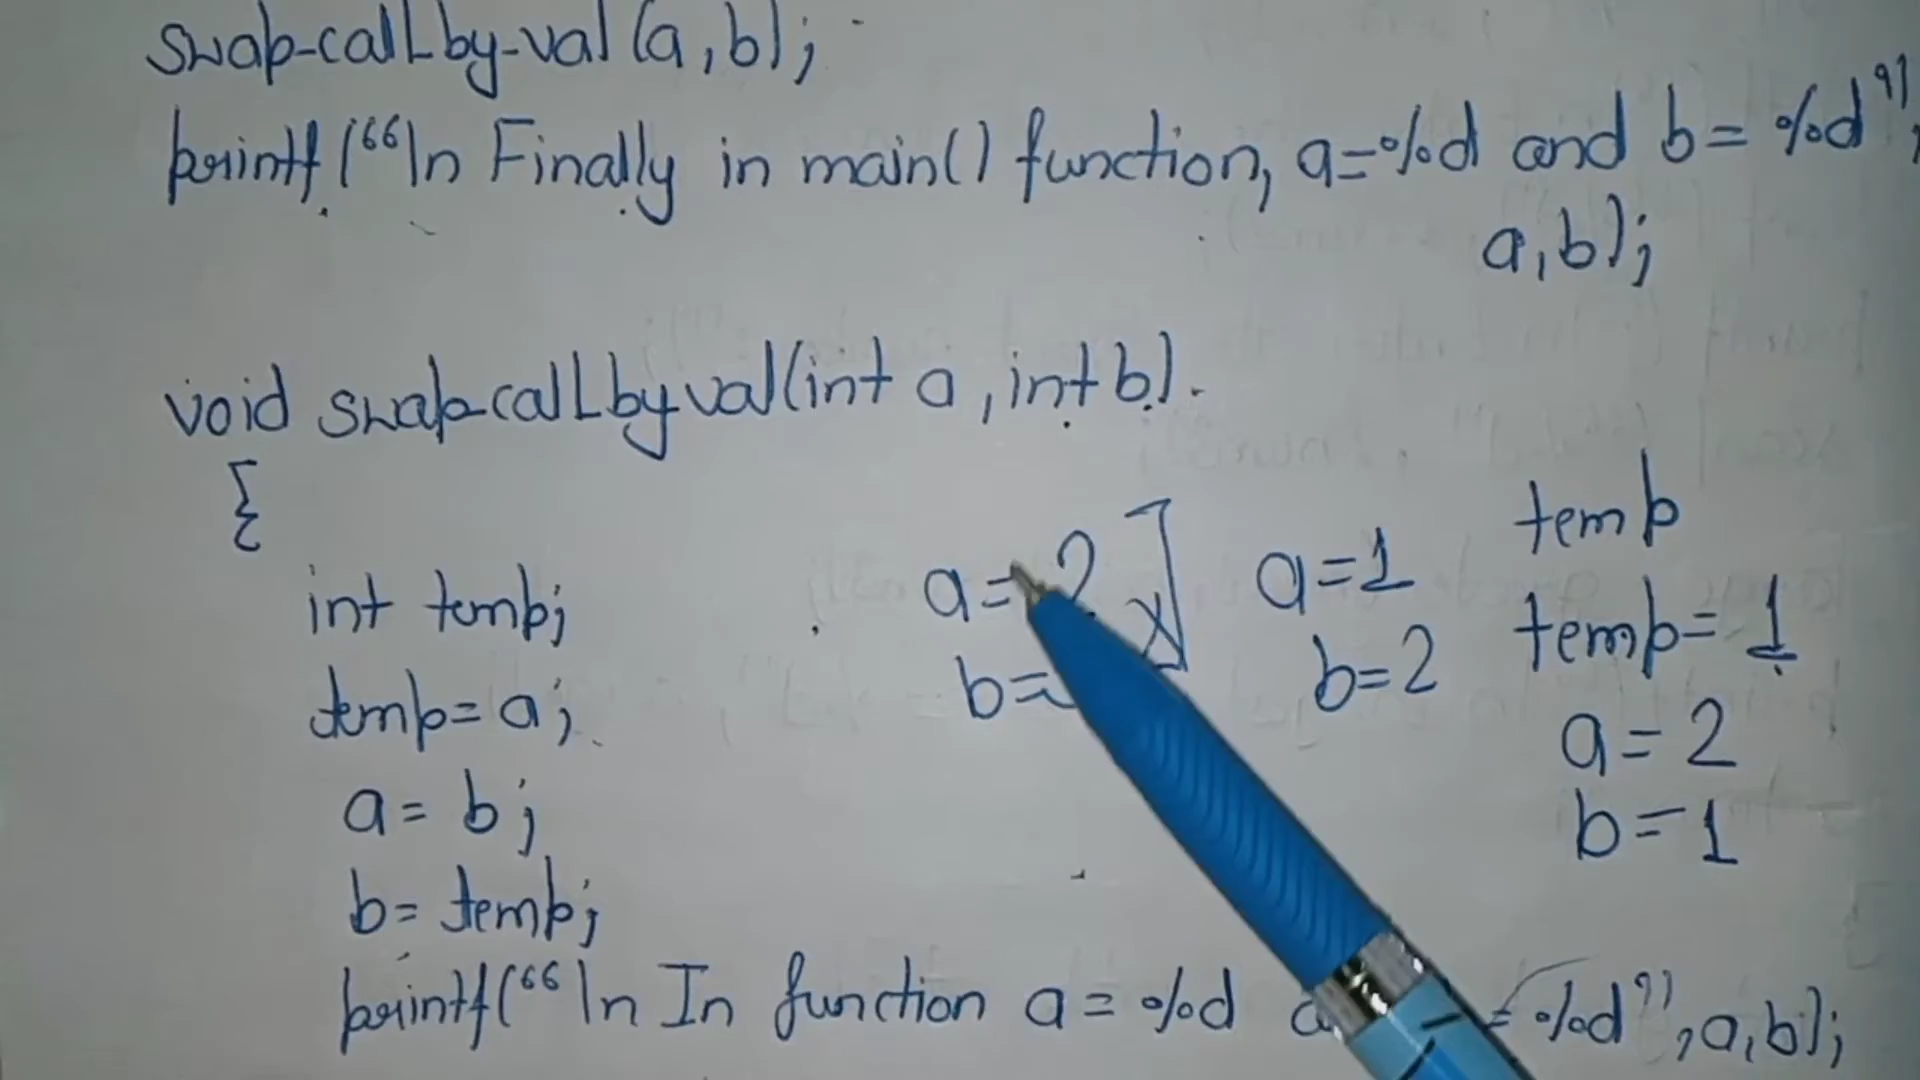 swap-call by-val (a, b);
printf ("\n Finally in main() function, a=%d and b= %d",
a, b);
void swap-call by val (int a, int b).
{
int temp;
temp= a;
a= b;
b= temp;
printf("\n In function a= %d = %d", a, b);
a= 2
b=
a=1
b=2
temp
temp= 1
a= 2
b= 1